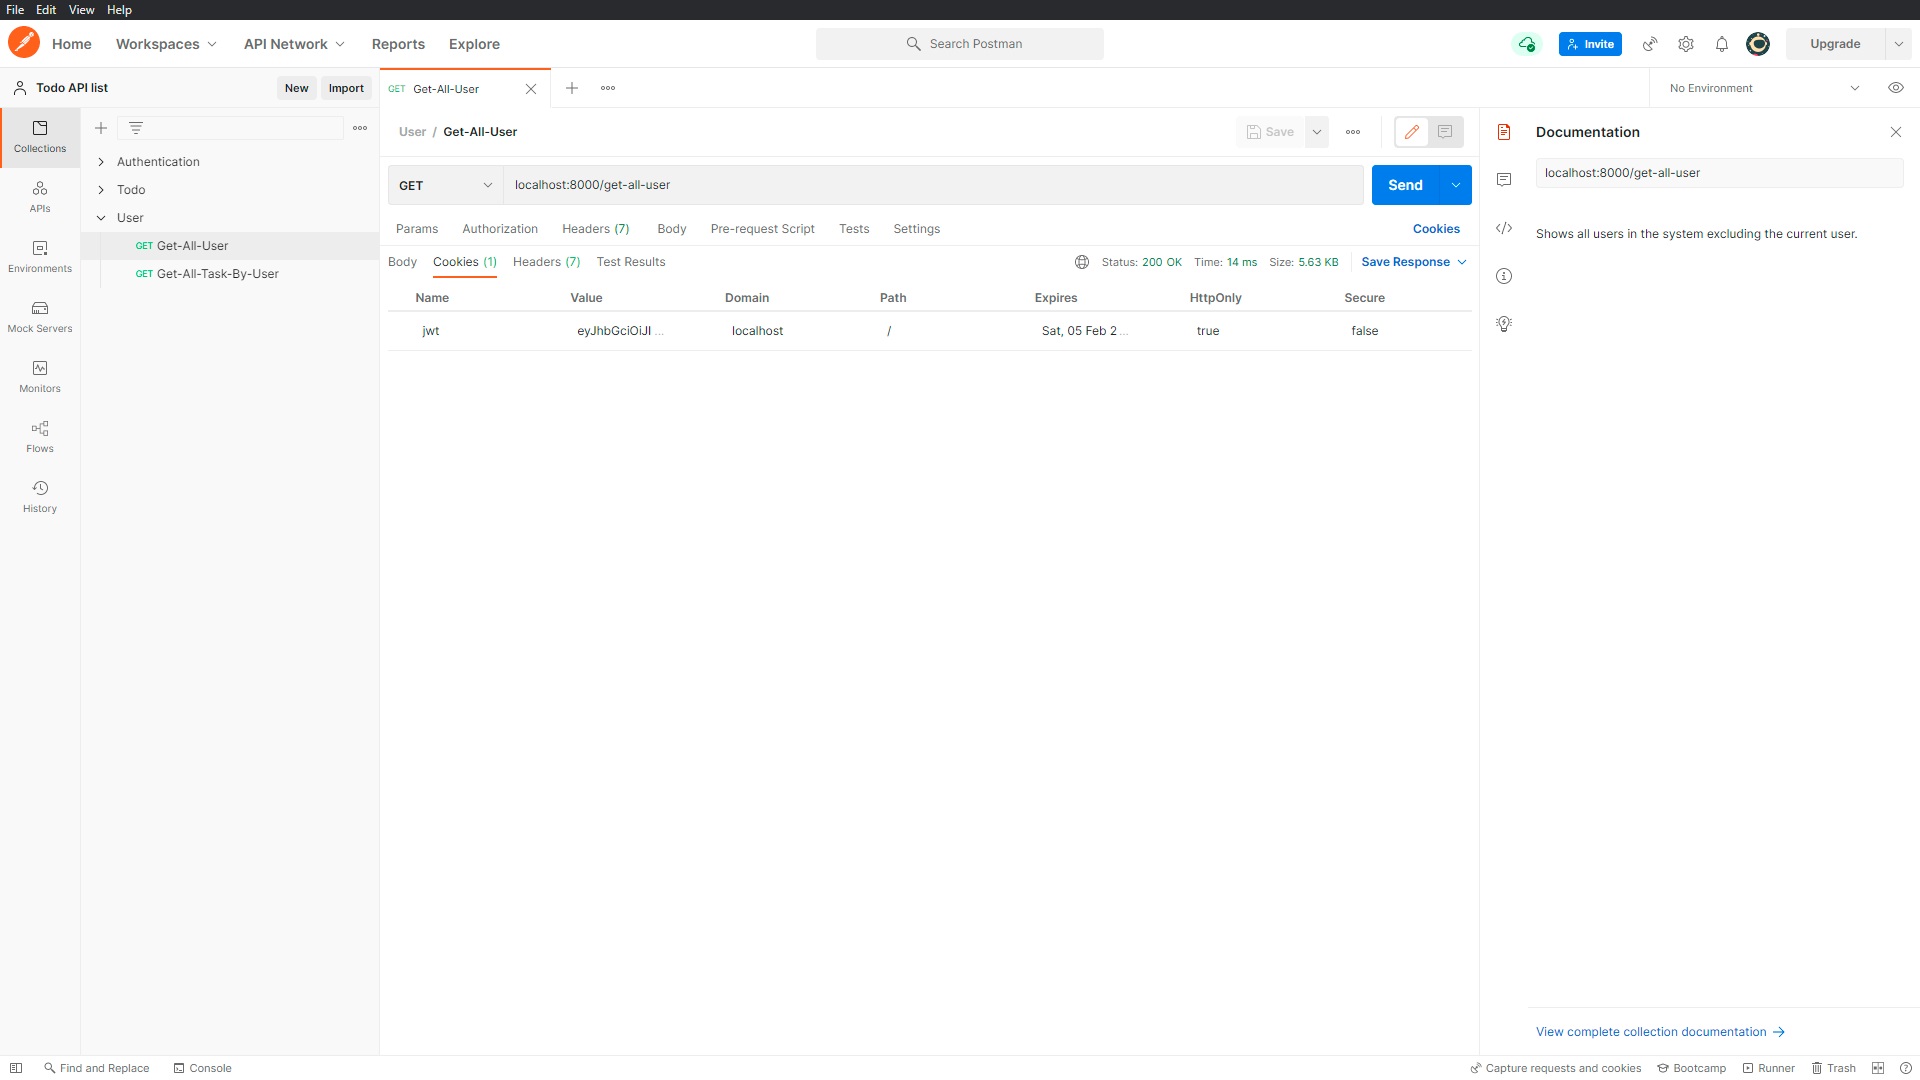 File Edit View Help
Home Workspaces API Network Reports Explore Search Postman Invite Upgrade
Todo API list New Import GET Get-All-User No Environment
Collections
APIs
Environments
Mock Servers
Monitors
Flows
History
Authentication
Todo
User
GET Get-All-User
GET Get-All-Task-By-User
User / Get-All-User Save
GET localhost:8000/get-all-user Send
Params Authorization Headers (7) Body Pre-request Script Tests Settings Cookies
Body Cookies (1) Headers (7) Test Results Status: 200 OK Time: 14 ms Size: 5.63 KB Save Response
Name Value Domain Path Expires HttpOnly Secure
jwt eyJhbGciOiJI ... localhost / Sat, 05 Feb 2 ... true false
Documentation
localhost:8000/get-all-user
Shows all users in the system excluding the current user.
View complete collection documentation →
Find and Replace Console Capture requests and cookies Bootcamp Runner Trash